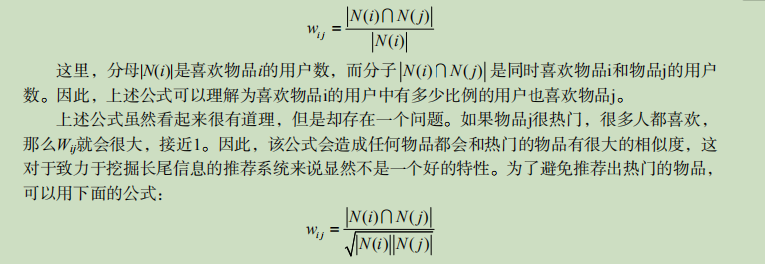 w_{ij} = |N(i)∩N(j)| / |N(i)|
这里，分母|N(i)|是喜欢物品i的用户数，而分子|N(i)∩N(j)|是同时喜欢物品i和物品j的用户
数。因此，上述公式可以理解为喜欢物品i的用户中有多少比例的用户也喜欢物品j。
上述公式虽然看起来很有道理，但是却存在一个问题。如果物品j很热门，很多人都喜欢，
那么W_{ij}就会很大，接近1。因此，该公式会造成任何物品都会和热门的物品有很大的相似度，这
对于致力于挖掘长尾信息的推荐系统来说显然不是一个好的特性。为了避免推荐出热门的物品，
可以用下面的公式：
w_{ij} = |N(i)∩N(j)| / √(|N(i)||N(j)|)